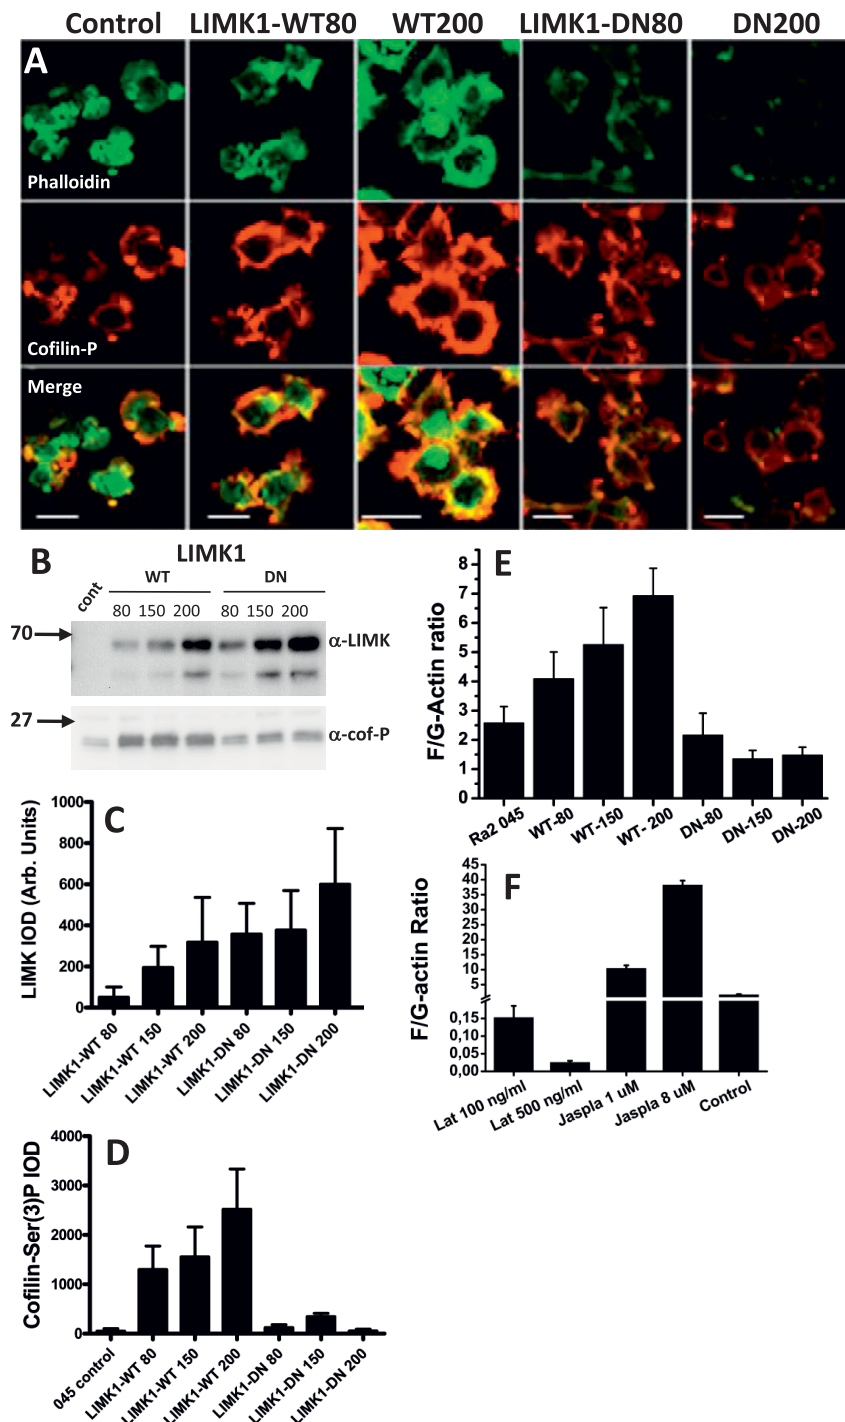 Control LIMK1-WT80 WT200 LIMK1-DN80 DN200
A
Phalloidin
Cofilin-P
Merge
B
LIMK1
WT DN
cont
80 150 200 80 150 200
70
α-LIMK
27
α-cof-P
C
LIMK IOD (Arb. Units)
1000
800
600
400
200
0
LIMK1-WT 80
LIMK1-WT 150
LIMK1-WT 200
LIMK1-DN 80
LIMK1-DN 150
LIMK1-DN 200
D
Cofilin-Ser(3)P IOD
4000
3000
2000
1000
0
045 control
LIMK1-WT 80
LIMK1-WT 150
LIMK1-WT 200
LIMK1-DN 80
LIMK1-DN 150
LIMK1-DN 200
E
F/G-Actin ratio
8
7
6
5
4
3
2
1
0
Ra2 045
WT-80
WT-150
WT- 200
DN-80
DN-150
DN-200
F
F/G-actin Ratio
45
40
35
30
25
20
15
10
5
0,15
0,10
0,05
0,00
Lat 100 ng/ml
Lat 500 ng/ml
Jaspla 1 uM
Jaspla 8 uM
Control